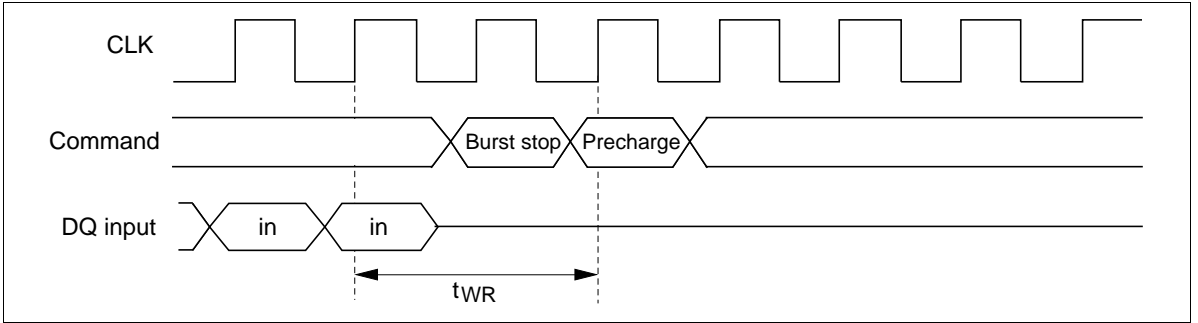 CLK
Command
Burst stop
Precharge
DQ input
in
in
tWR